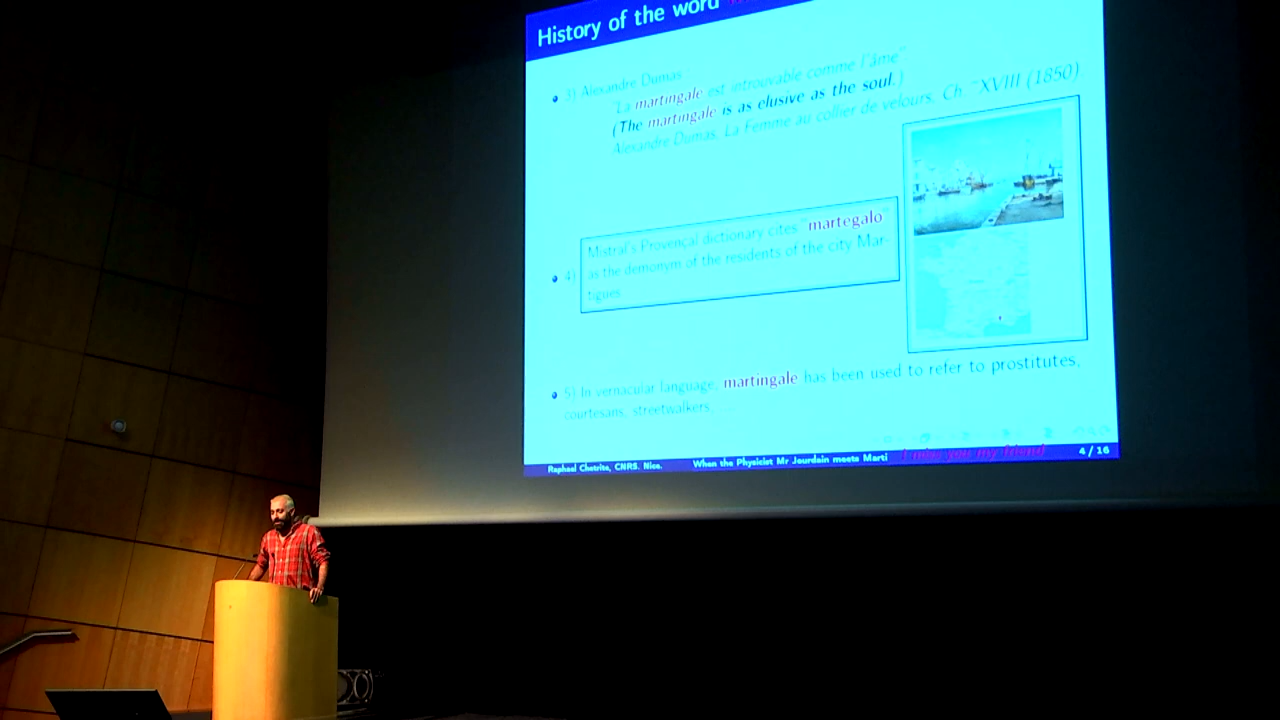 History of the word
3) Alexandre Dumas :
"La martingale est introuvable comme l'âme".
(The martingale is as elusive as the soul.)
Alexandre Dumas, La Femme au collier de velours, Ch. XVIII (1850).
4) Mistral's Provençal dictionary cites "martegalo"
as the demonym of the residents of the city Mar-
tigues
5) In vernacular language, martingale has been used to refer to prostitutes,
courtesans, streetwalkers, ...
Raphael Chetrite, CNRS. Nice. When the Physicist Mr Jourdain meets Marti I miss you my friend 4 / 16